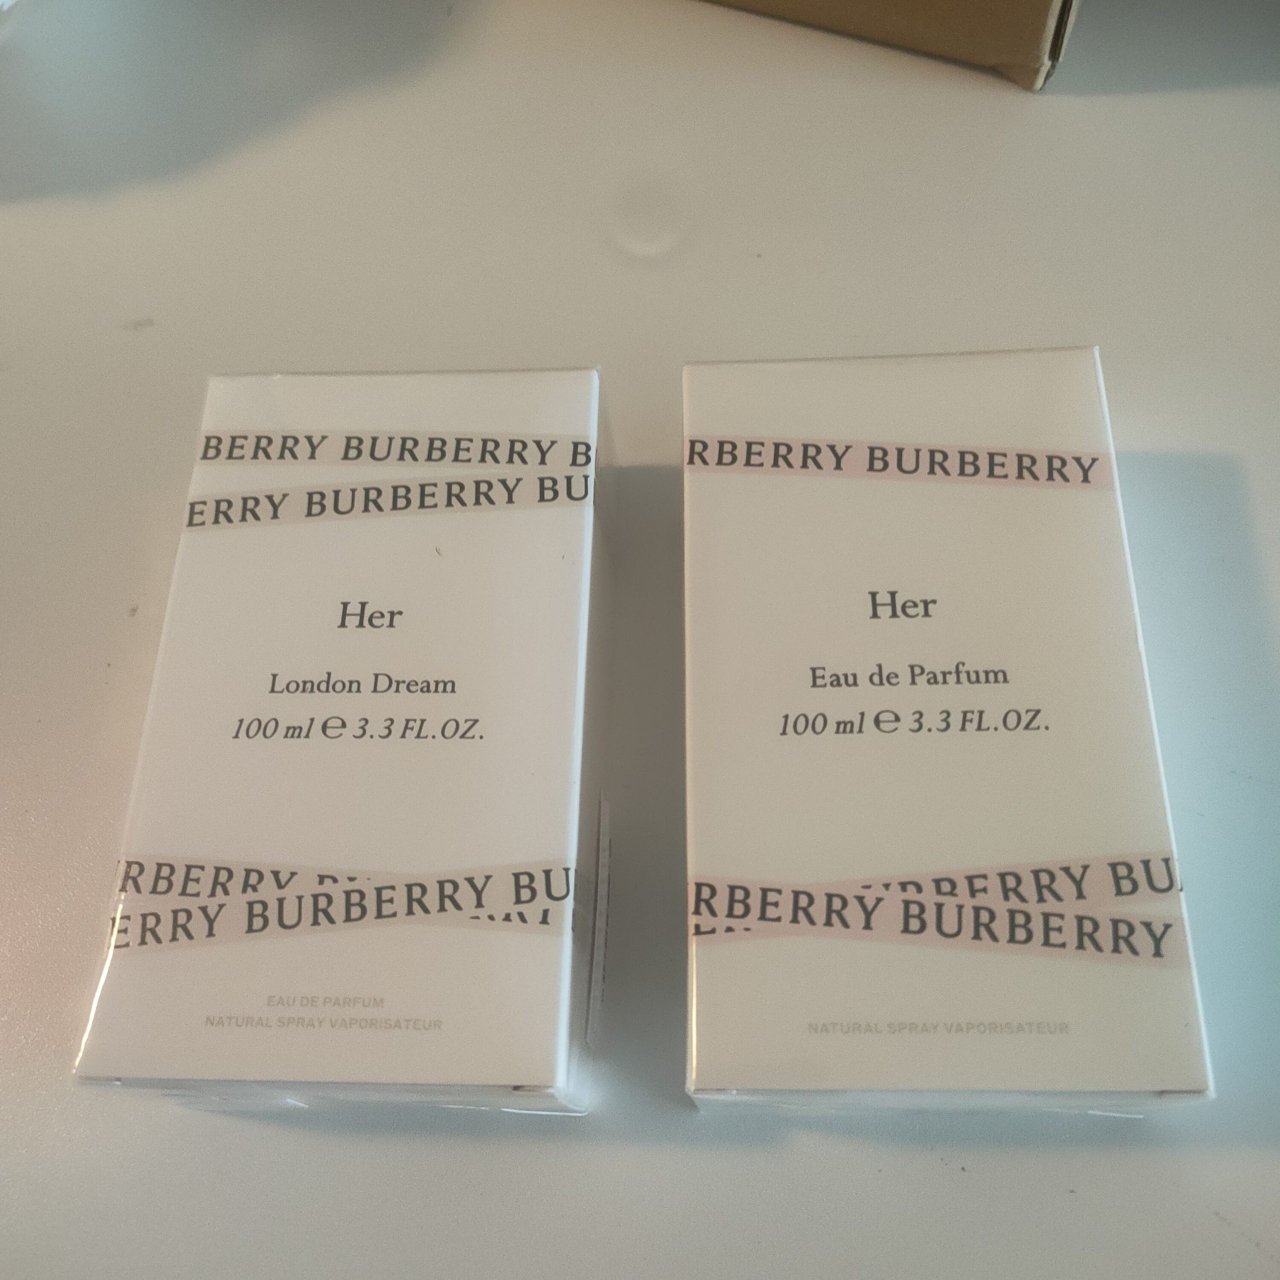 BERRY BURBERRY B
ERRY BURBERRY BU
Her
London Dream
100 ml ℮ 3.3 FL.OZ.
RBERRY
ERRY BURBERRY BU
EAU DE PARFUM
NATURAL SPRAY VAPORISATEUR
RBERRY BURBERRY
Her
Eau de Parfum
100 ml ℮ 3.3 FL.OZ.
RBERRY BU
RBERRY BURBERRY
NATURAL SPRAY VAPORISATEUR